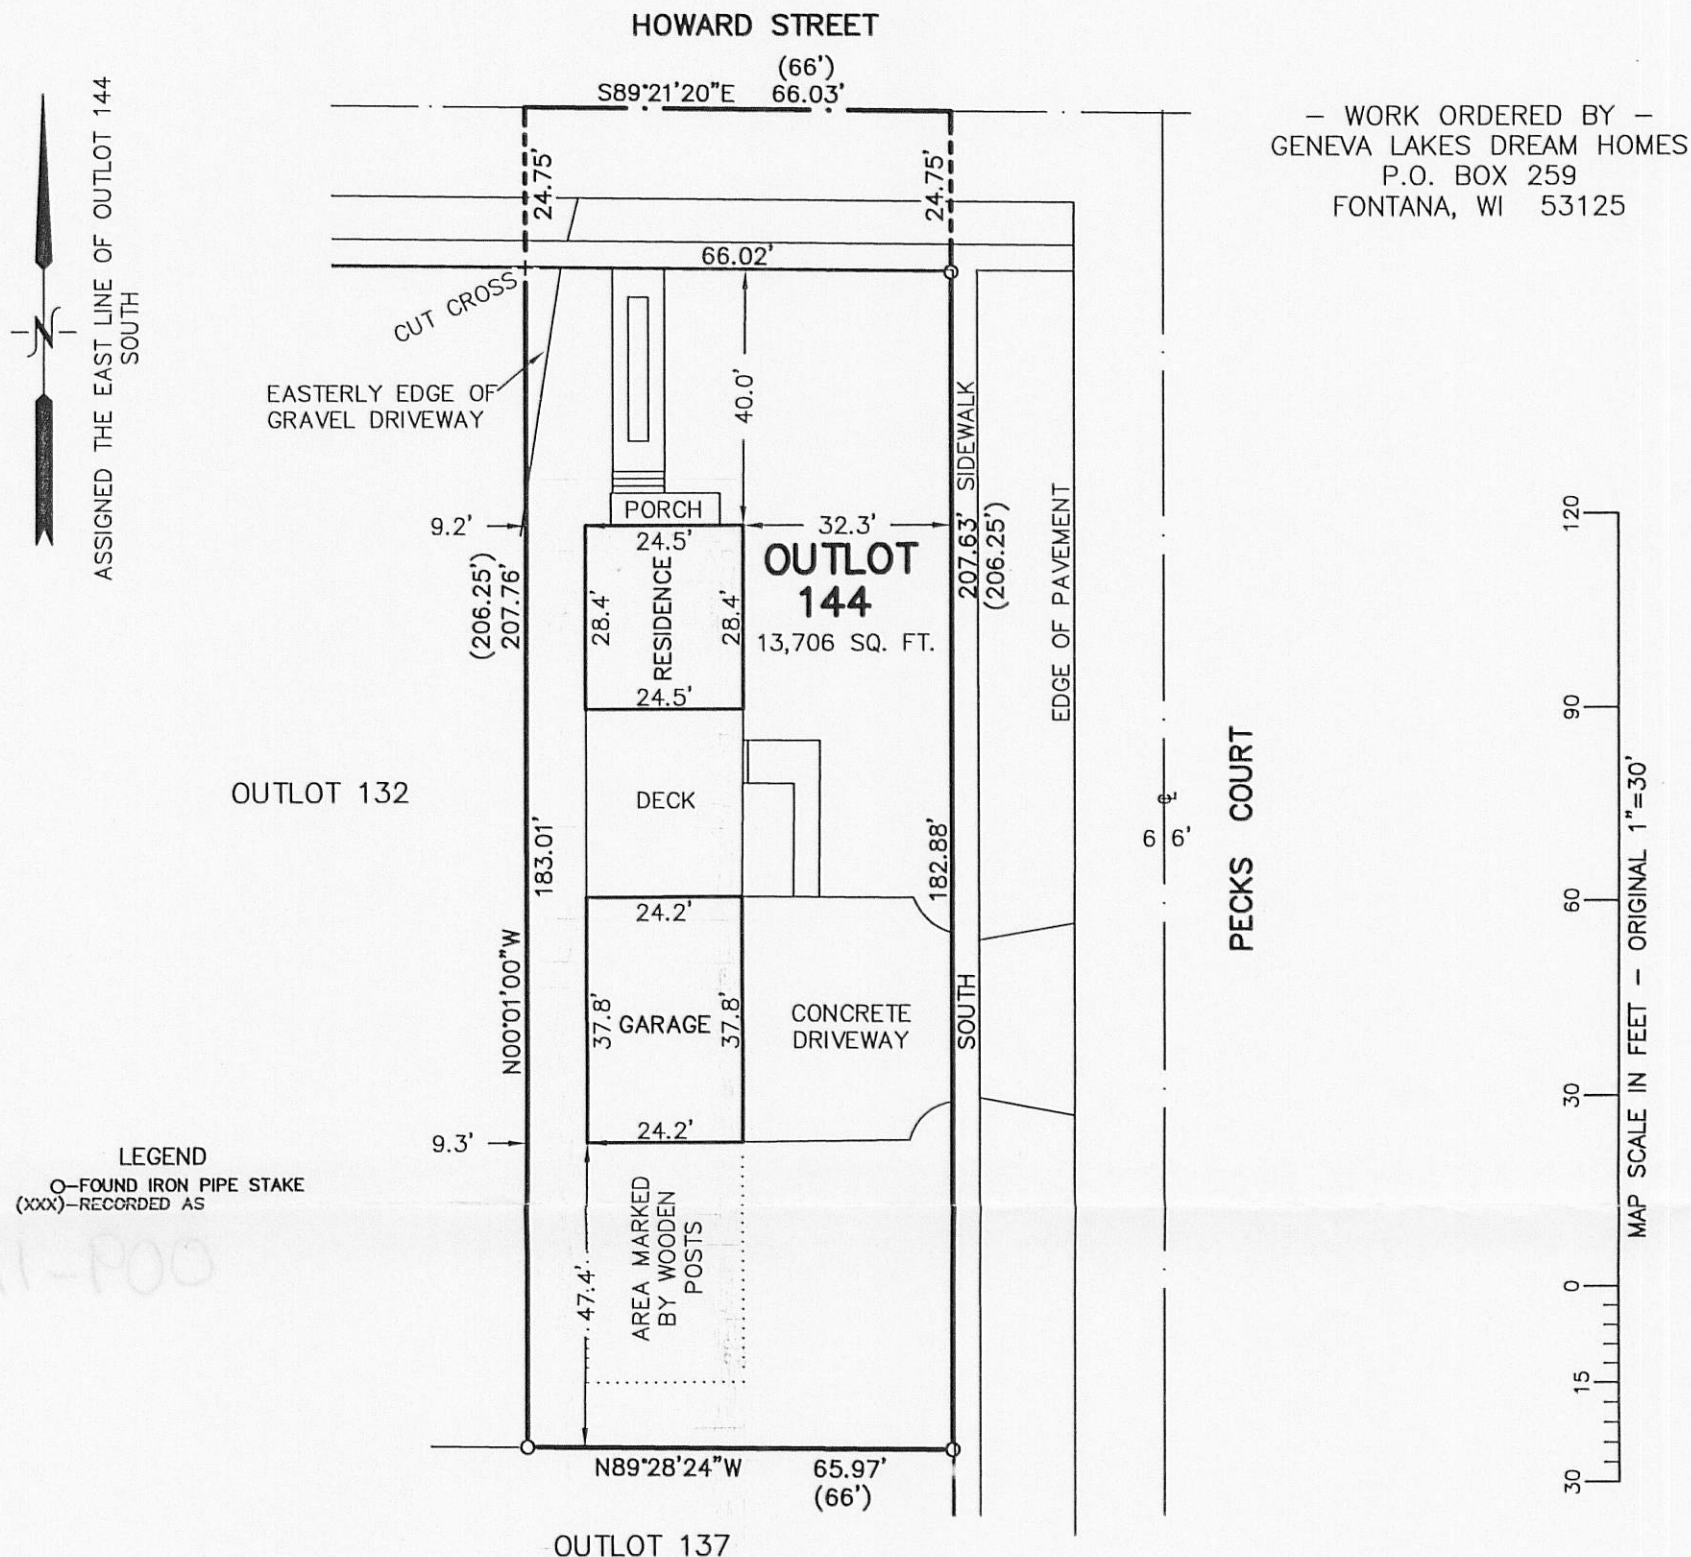 HOWARD STREET
(66')
S89°21'20"E 66.03'
— WORK ORDERED BY —
GENEVA LAKES DREAM HOMES
P.O. BOX 259
FONTANA, WI 53125
ASSIGNED THE EAST LINE OF OUTLOT 144
SOUTH
N
24.75'
24.75'
66.02'
CUT CROSS
EASTERLY EDGE OF
GRAVEL DRIVEWAY
40.0'
SIDEWALK
207.63'
(206.25')
EDGE OF PAVEMENT
PORCH
9.2'
24.5'
32.3'
OUTLOT
144
13,706 SQ. FT.
(206.25')
207.76'
28.4'
RESIDENCE
28.4'
24.5'
OUTLOT 132
DECK
183.01'
182.88'
PECKS COURT
℄
66'
24.2'
N00°01'00"W
37.8'
GARAGE
37.8'
CONCRETE
DRIVEWAY
SOUTH
24.2'
9.3'
LEGEND
O-FOUND IRON PIPE STAKE
(XXX)-RECORDED AS
47.4'
AREA MARKED
BY WOODEN
POSTS
N89°28'24"W 65.97'
(66')
OUTLOT 137
120
90
60
30
0
15
30
MAP SCALE IN FEET - ORIGINAL 1"=30'